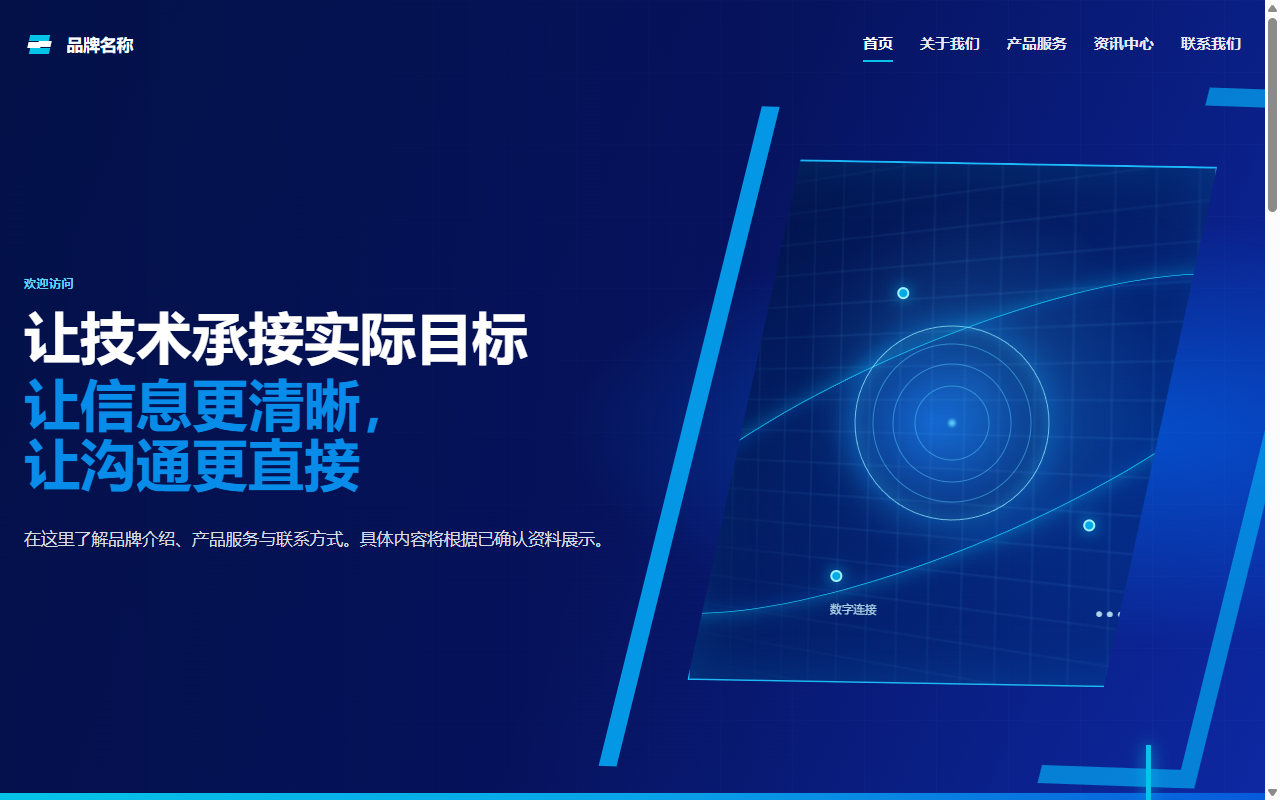 品牌名称
首页
关于我们
产品服务
资讯中心
联系我们
欢迎访问
让技术承接实际目标
让信息更清晰，
让沟通更直接
在这里了解品牌介绍、产品服务与联系方式。具体内容将根据已确认资料展示。
数字连接